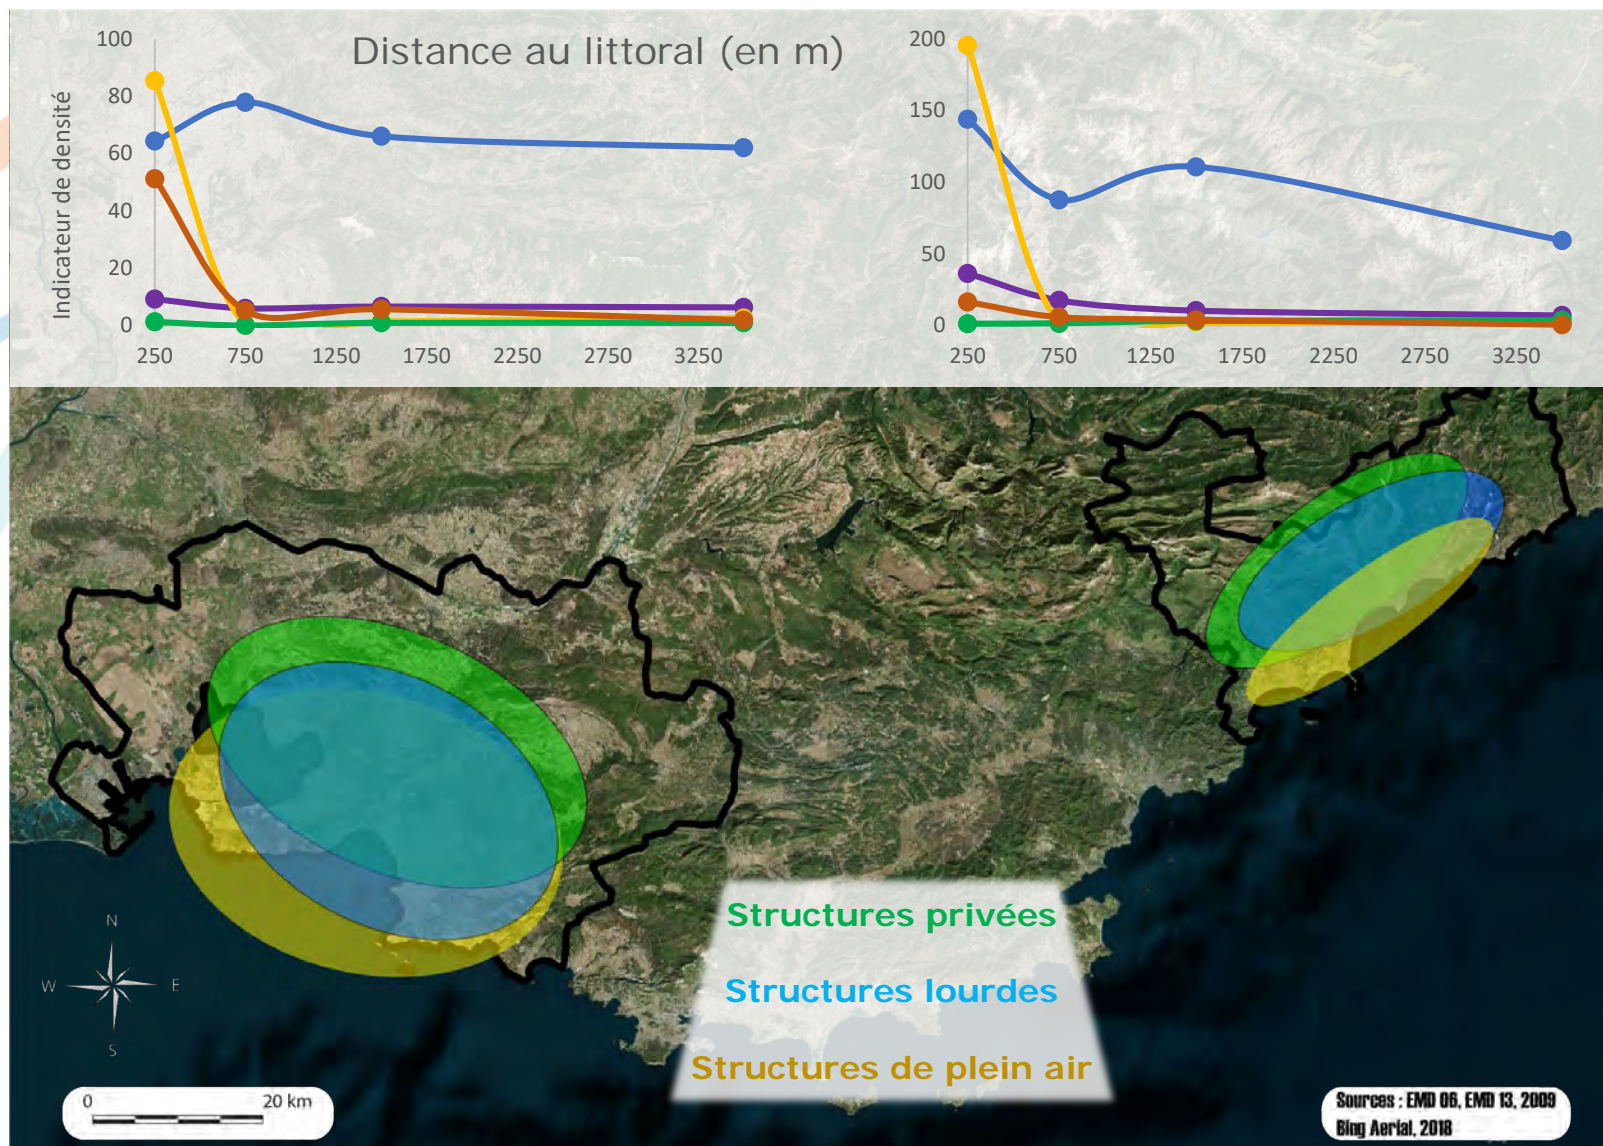 Distance au littoral (en m)
Indicateur de densité
100
80
60
40
20
0
250 750 1250 1750 2250 2750 3250
200
150
100
50
0
250 750 1250 1750 2250 2750 3250
Structures privées
Structures lourdes
Structures de plein air
N
W E
S
0 20 km
Sources : EMD 06, EMD 13, 2009
Bing Aerial, 2018